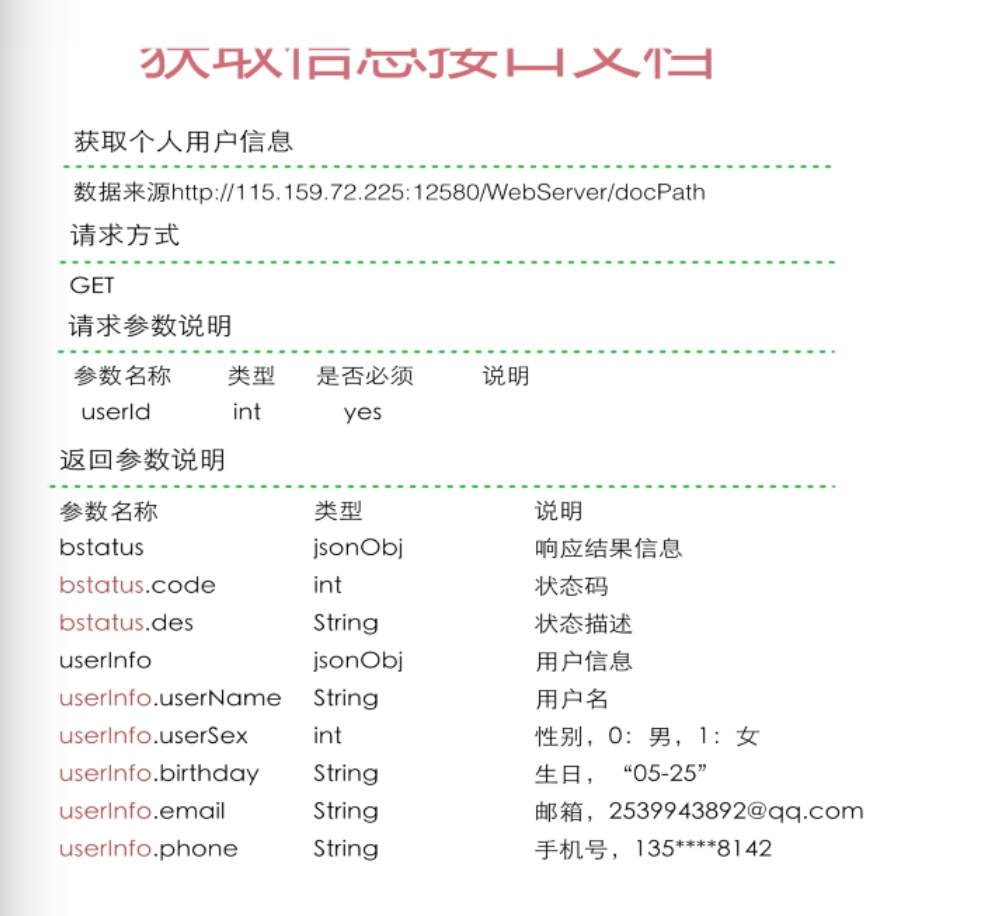 获取信息接口文档
获取个人用户信息
数据来源http://115.159.72.225:12580/WebServer/docPath
请求方式
GET
请求参数说明
参数名称 类型 是否必须 说明
userId int yes
返回参数说明
参数名称 类型 说明
bstatus jsonObj 响应结果信息
bstatus.code int 状态码
bstatus.des String 状态描述
userInfo jsonObj 用户信息
userInfo.userName String 用户名
userInfo.userSex int 性别，0：男，1：女
userInfo.birthday String 生日， “05-25”
userInfo.email String 邮箱，2539943892@qq.com
userInfo.phone String 手机号，135****8142